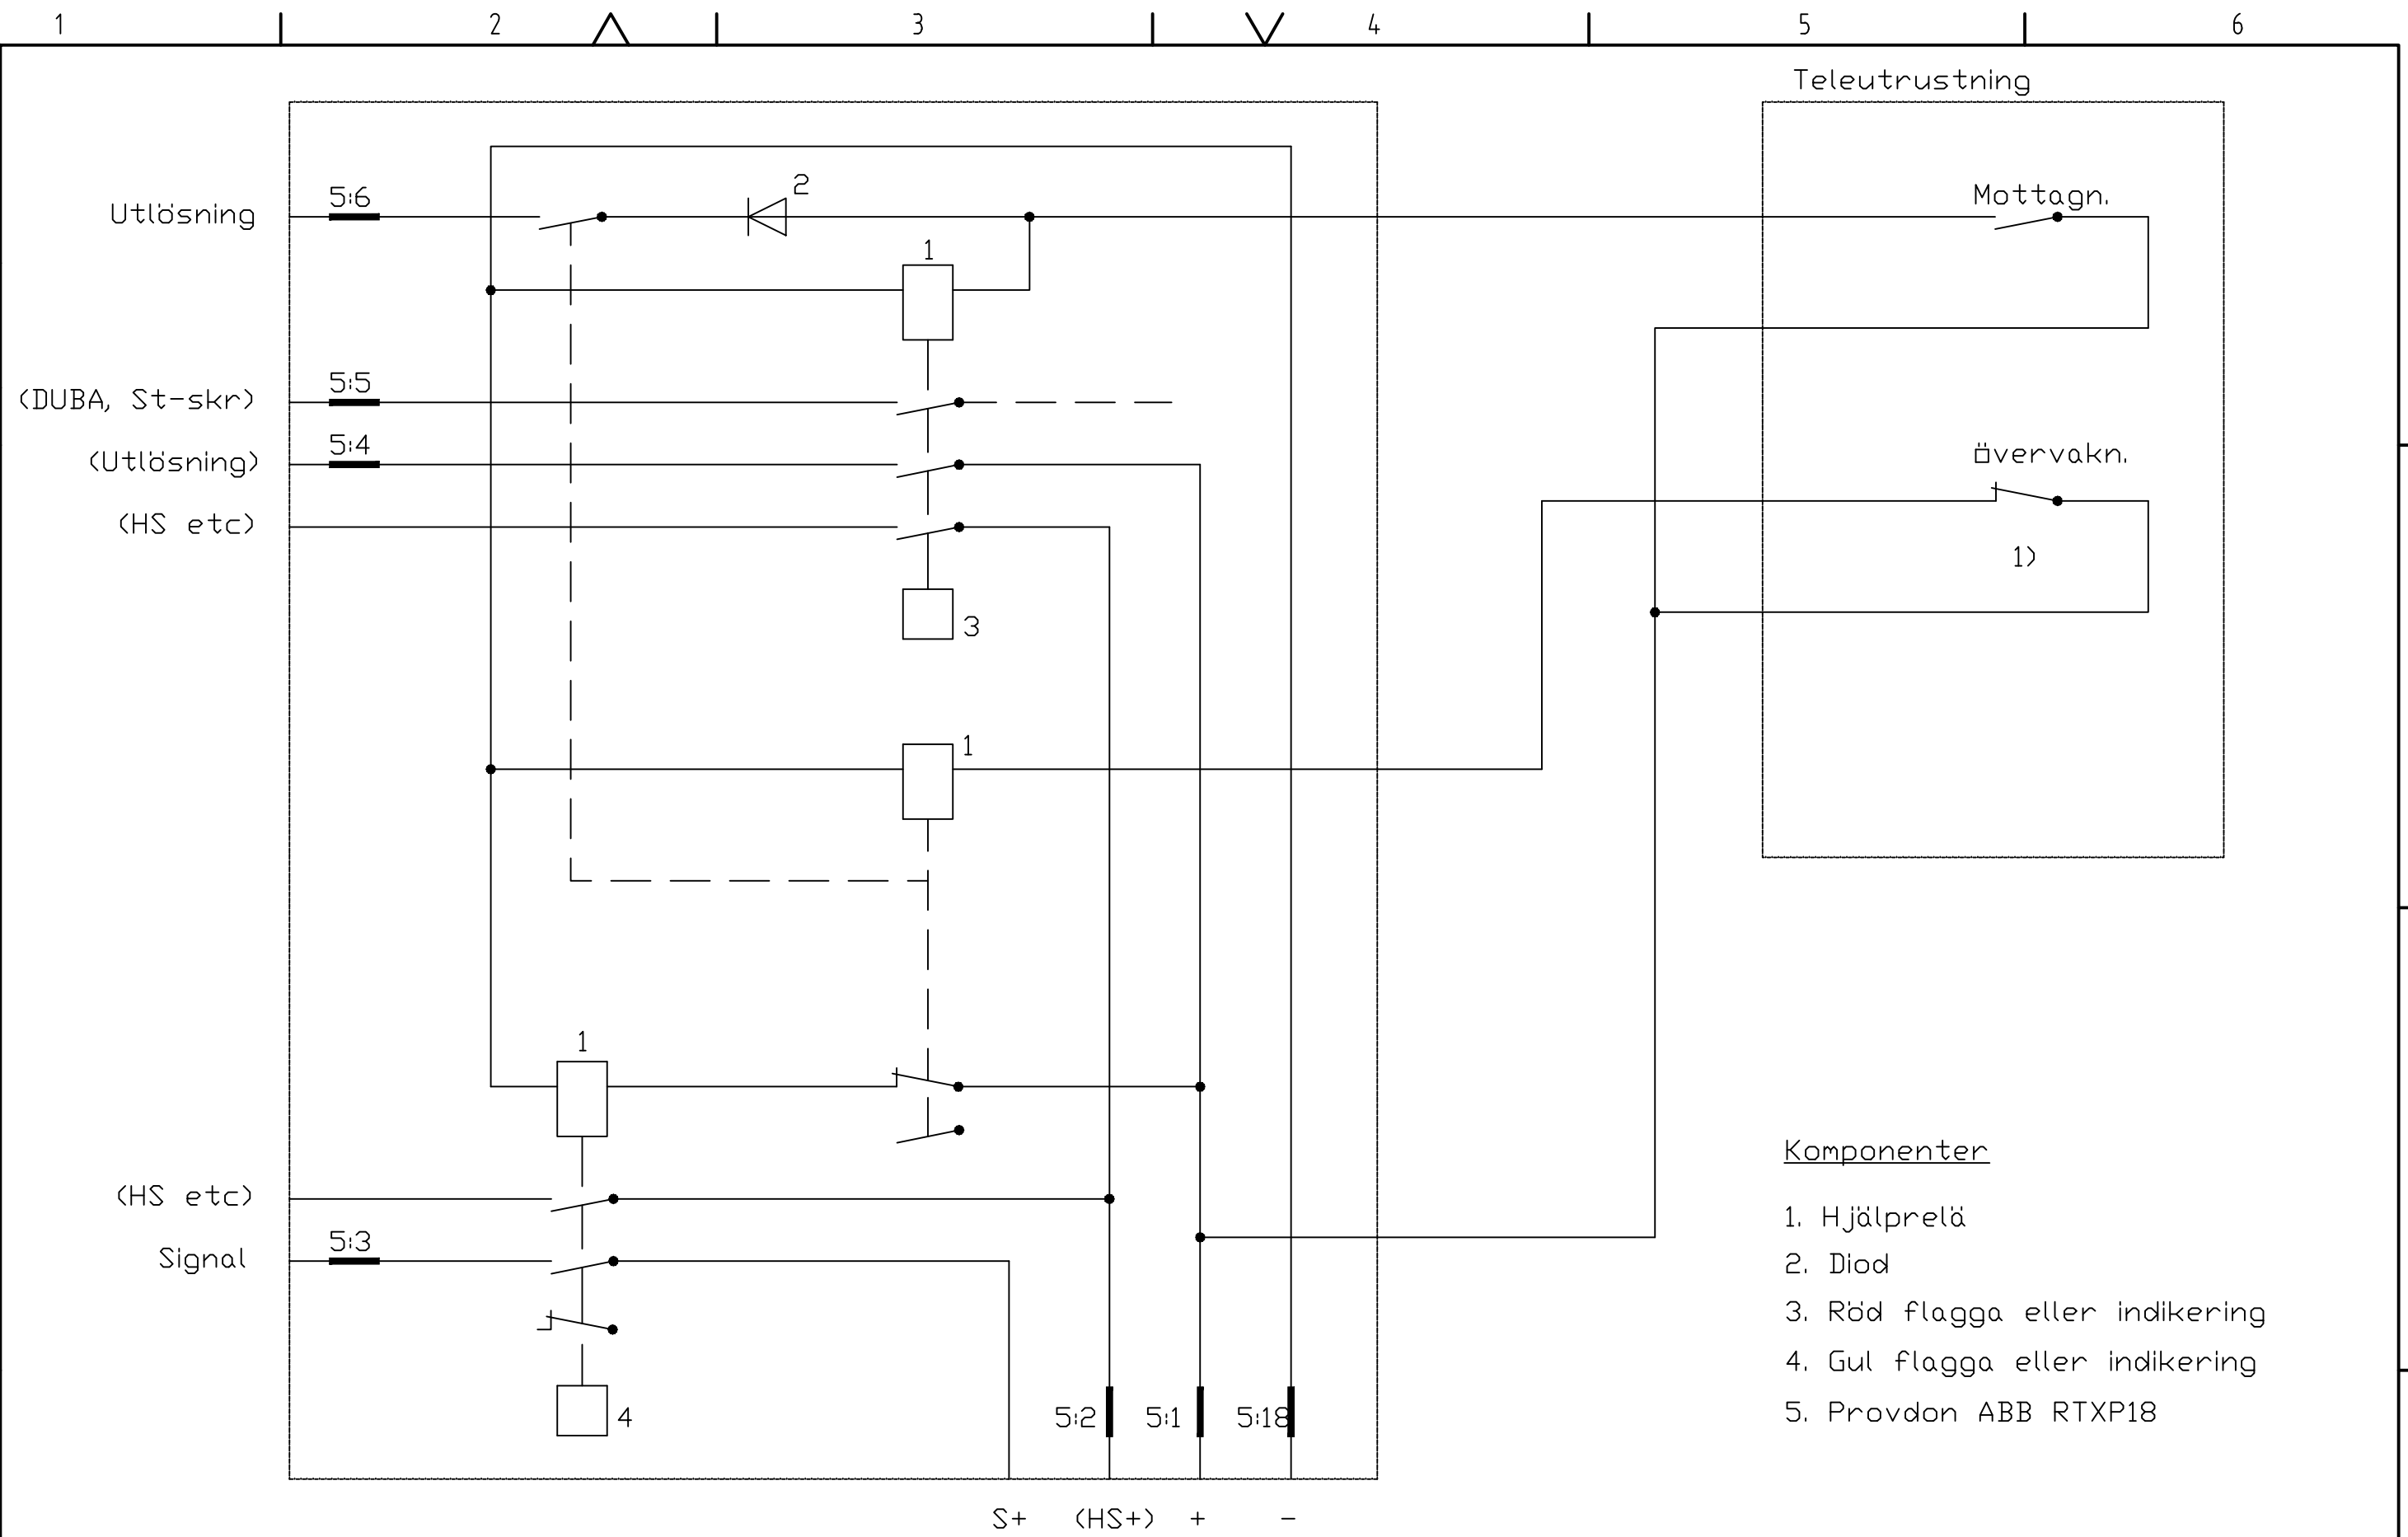 1 2 3 4 5 6
Teleutrustning
Utlösning 5:6 2 Mottagn.
1
(DUBA, St-skr) 5:5
(Utlösning) 5:4 övervakn.
(HS etc) 1)
3
1
1
Komponenter
(HS etc) 1. Hjälprelä
Signal 5:3 2. Diod
3. Röd flagga eller indikering
4. Gul flagga eller indikering
4 5:2 5:1 5:18 5. Provdon ABB RTXP18
S+ (HS+) + -